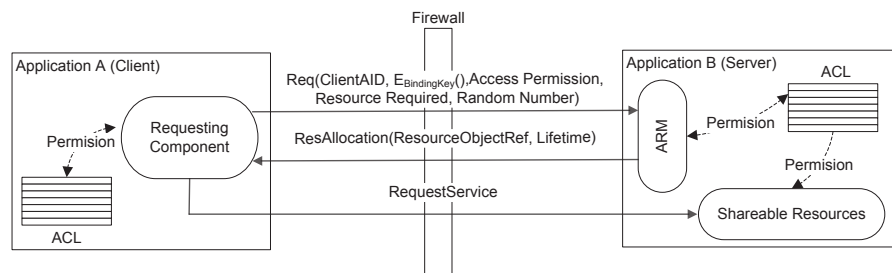 Firewall
Application A (Client)
Application B (Server)
Req(ClientAID, EBindingKey(),Access Permission,
Resource Required, Random Number)
ACL
Permision
Requesting
Component
ARM
Permision
ResAllocation(ResourceObjectRef, Lifetime)
Permision
RequestService
Shareable Resources
ACL